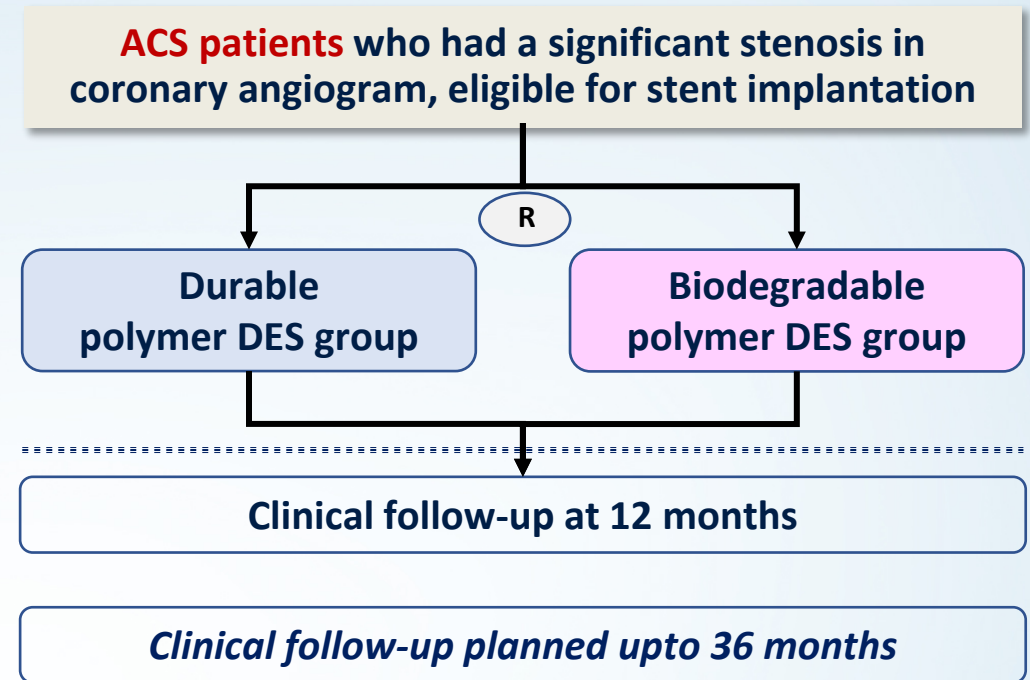 ACS patients who had a significant stenosis in
coronary angiogram, eligible for stent implantation
R
Durable
polymer DES group
Biodegradable
polymer DES group
Clinical follow-up at 12 months
Clinical follow-up planned upto 36 months